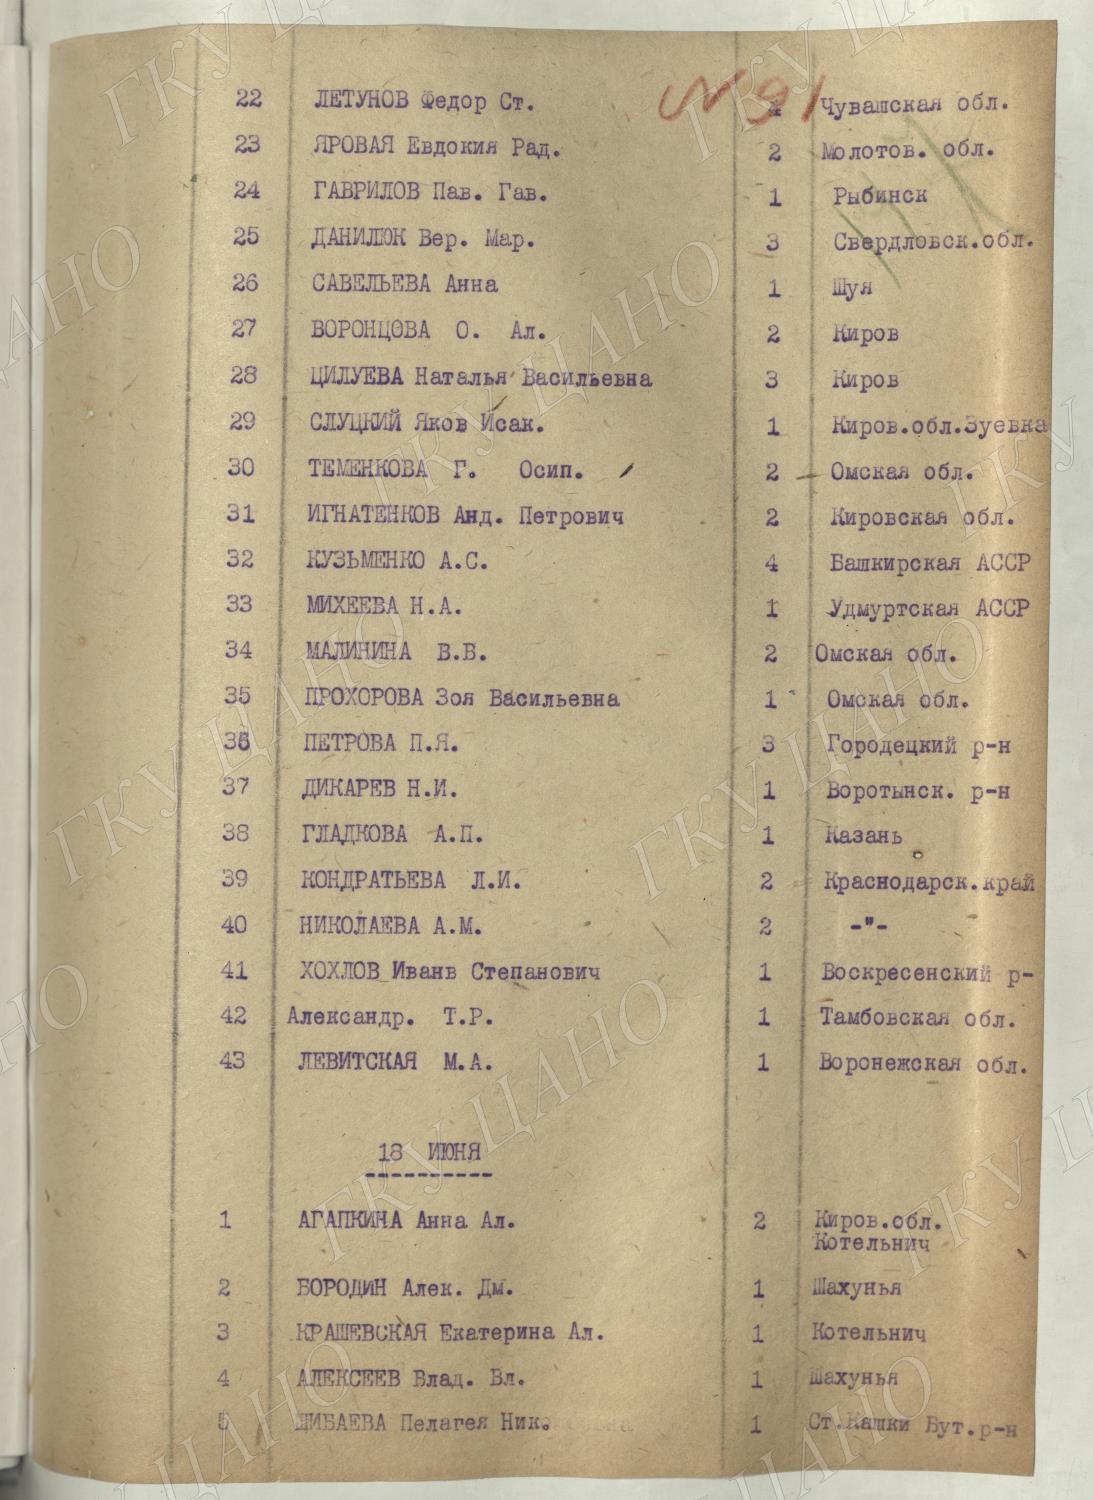 № 91
22 ЛЕТУНОВ Федор Ст. 1 Чувашская обл.
23 ЯРОВАЯ Евдокия Рад. 2 Молотов. обл.
24 ГАВРИЛОВ Пав. Гав. 1 Рыбинск
25 ДАНИЛЮК Вер. Мар. 3 Свердловск.обл.
26 САВЕЛЬЕВА Анна 1 Шуя
27 ВОРОНЦОВА О. Ал. 2 Киров
28 ЦИЛУЕВА Наталья Васильевна 3 Киров
29 СЛУЦКИЙ Яков Исак. 1 Киров.обл.Зуевка
30 ТЕМЕНКОВА Г. Осип. 2 Омская обл.
31 ИГНАТЕНКОВ Анд. Петрович 2 Кировская обл.
32 КУЗЬМЕНКО А.С. 4 Башкирская АССР
33 МИХЕЕВА Н.А. 1 Удмуртская АССР
34 МАЛИНИНА В.В. 2 Омская обл.
35 ПРОХОРОВА Зоя Васильевна 1 Омская обл.
36 ПЕТРОВА П.Я. 3 Городецкий р-н
37 ДИКАРЕВ Н.И. 1 Воротынск. р-н
38 ГЛАДКОВА А.П. 1 Казань
39 КОНДРАТЬЕВА Л.И. 2 Краснодарск.край
40 НИКОЛАЕВА А.М. 2 -"-
41 ХОХЛОВ Иванв Степанович 1 Воскресенский р-
42 Александр. Т.Р. 1 Тамбовская обл.
43 ЛЕВИТСКАЯ М.А. 1 Воронежская обл.
18 ИЮНЯ
1 АГАПКИНА Анна Ал. 2 Киров.обл.
Котельнич
2 БОРОДИН Алек. Дм. 1 Шахунья
3 КРАШЕВСКАЯ Екатерина Ал. 1 Котельнич
4 АЛЕКСЕЕВ Влад. Вл. 1 Шахунья
5 ШИБАЕВА Пелагея Ник. 1 Ст.Кашки Бут.р-н